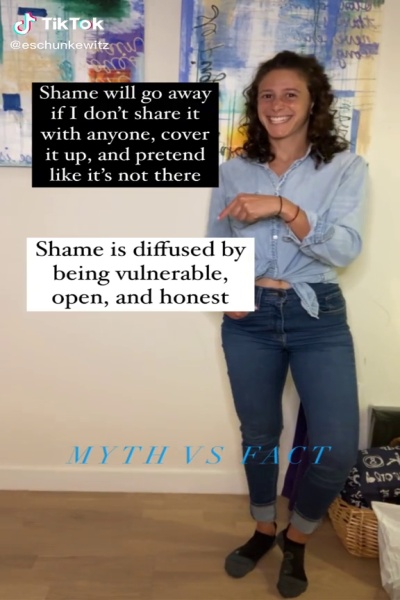 TikTok
@eschunkewitz
Shame will go away
if I don't share it
with anyone, cover
it up, and pretend
like it's not there
Shame is diffused by
being vulnerable,
open, and honest
MYTH VS FACT